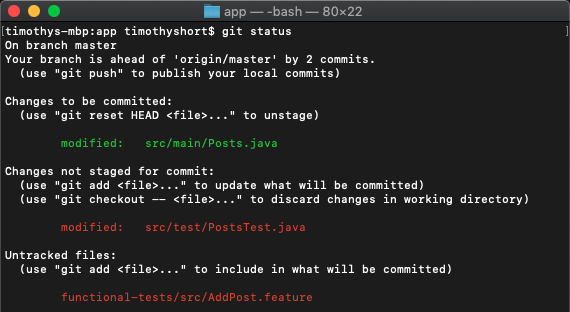 app — -bash — 80×22
[timothys-mbp:app timothyshort$ git status ]
On branch master
Your branch is ahead of 'origin/master' by 2 commits.
(use "git push" to publish your local commits)
Changes to be committed:
(use "git reset HEAD <file>..." to unstage)
modified: src/main/Posts.java
Changes not staged for commit:
(use "git add <file>..." to update what will be committed)
(use "git checkout -- <file>..." to discard changes in working directory)
modified: src/test/PostsTest.java
Untracked files:
(use "git add <file>..." to include in what will be committed)
functional-tests/src/AddPost.feature